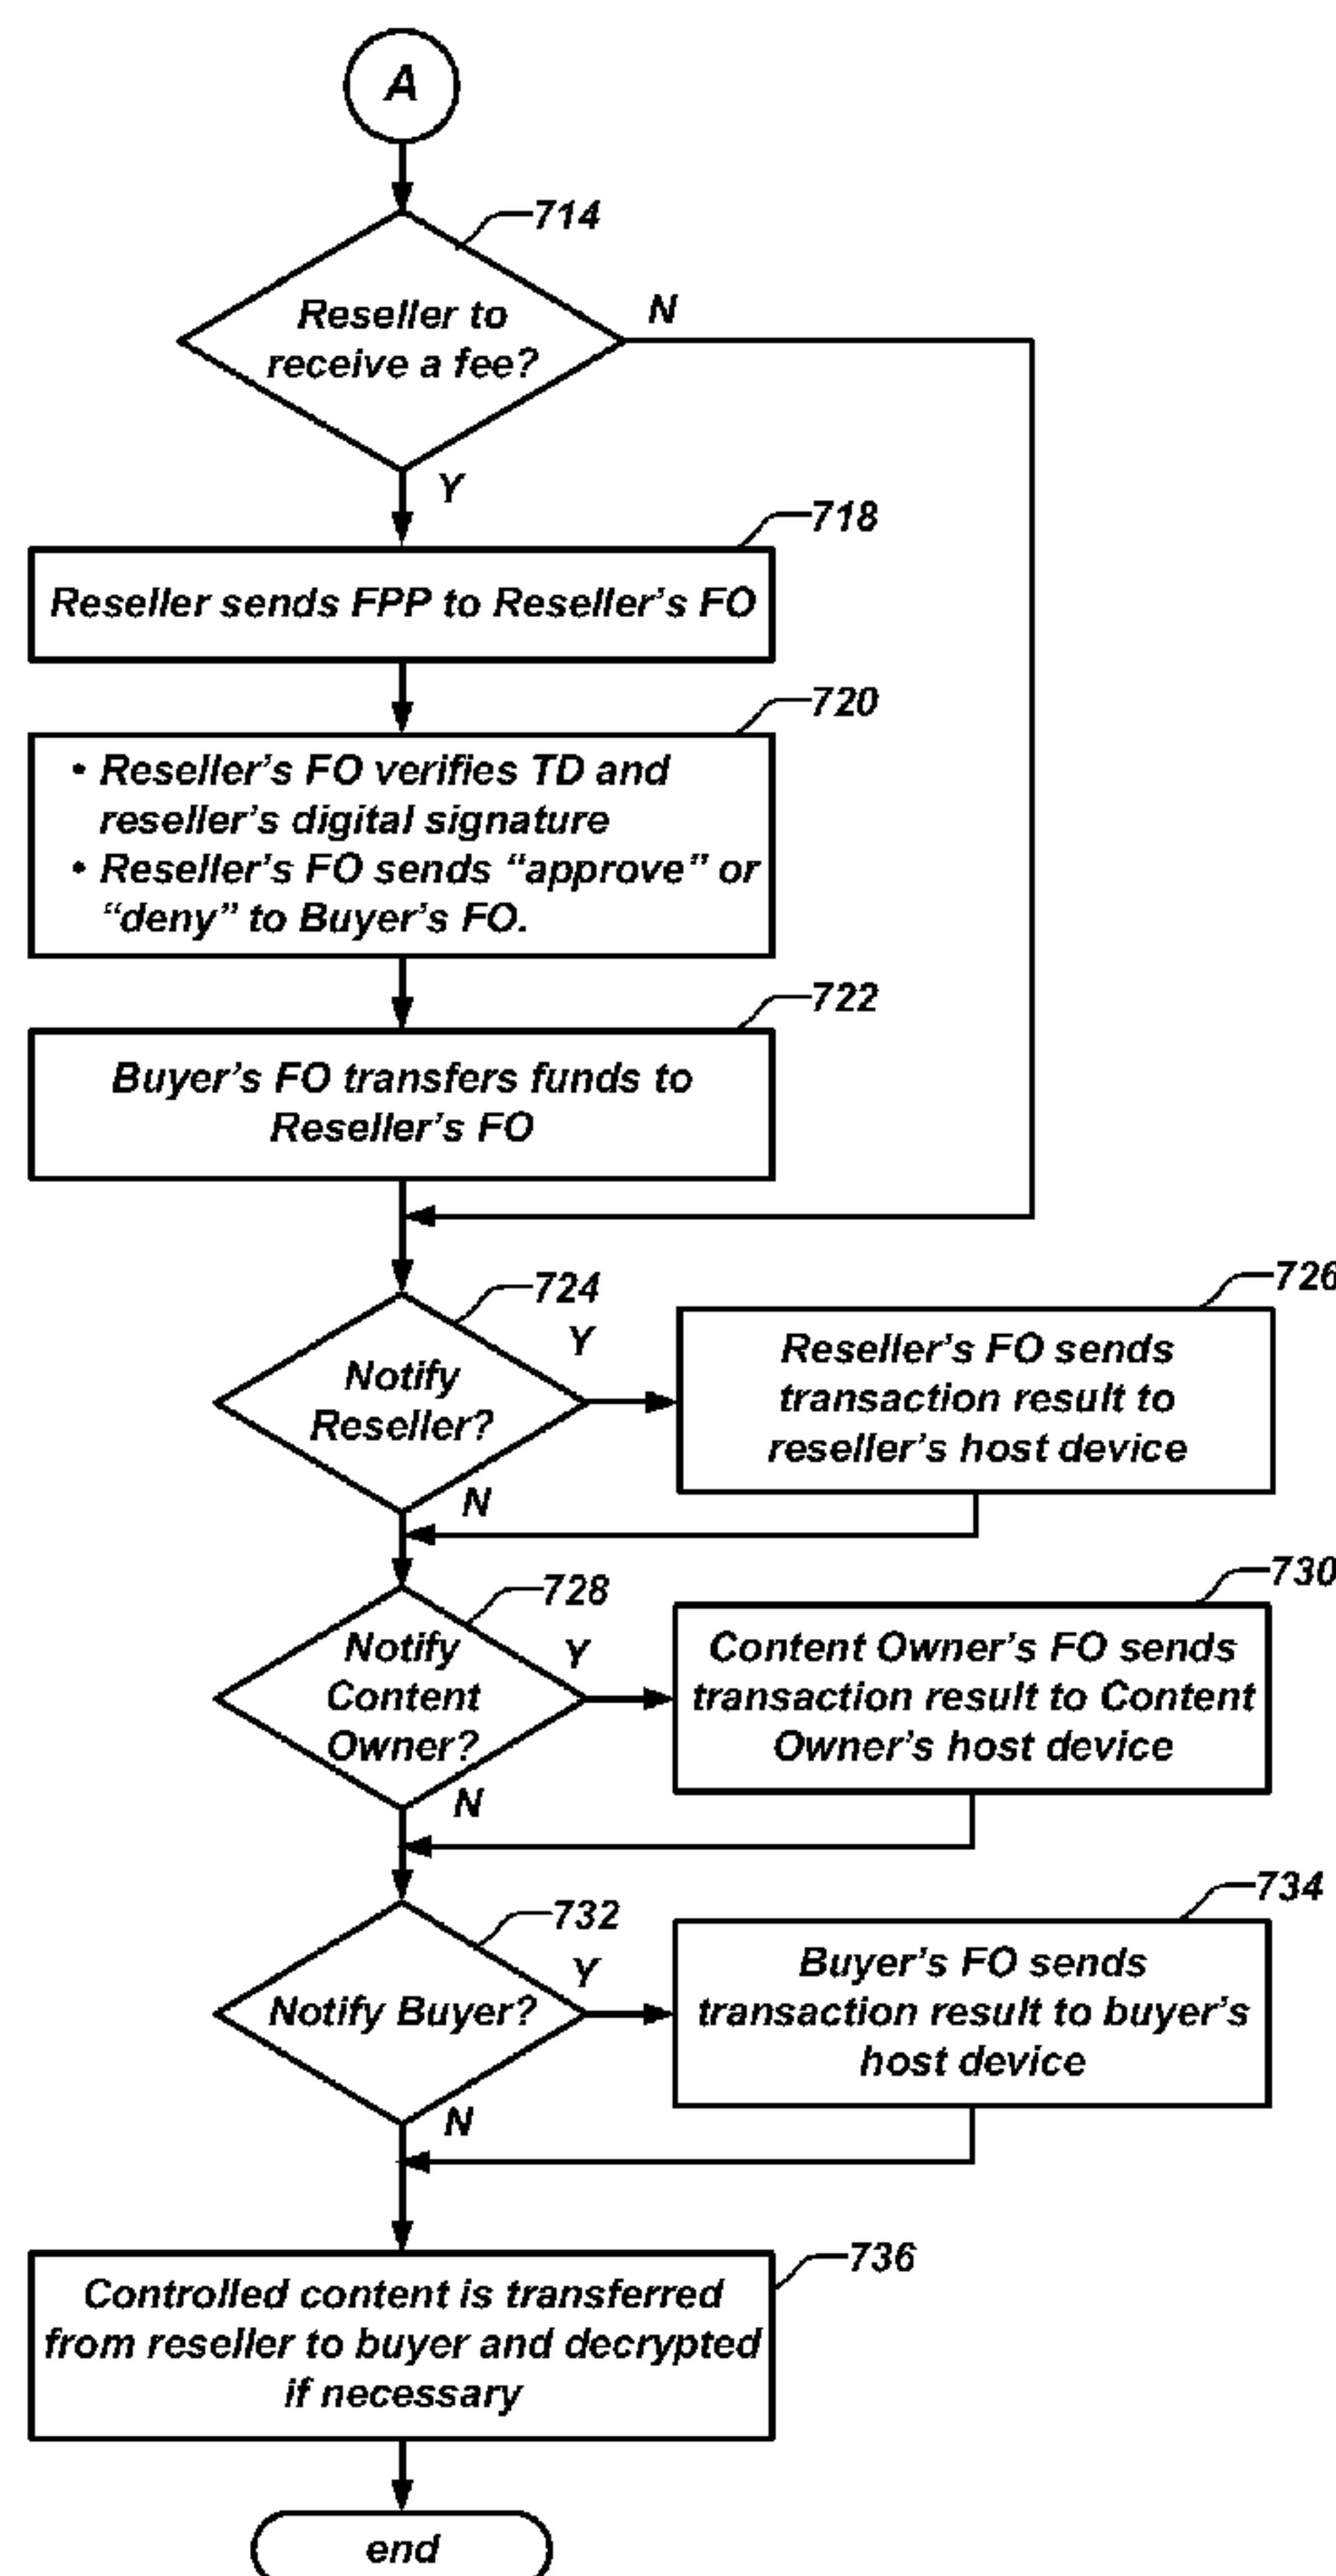 A
714
Reseller to
receive a fee?
N
Y
718
Reseller sends FPP to Reseller's FO
720
• Reseller's FO verifies TD and
reseller's digital signature
• Reseller's FO sends “approve” or
“deny” to Buyer's FO.
722
Buyer's FO transfers funds to
Reseller's FO
724
Notify
Reseller?
Y
N
726
Reseller's FO sends
transaction result to
reseller's host device
728
Notify
Content
Owner?
Y
N
730
Content Owner's FO sends
transaction result to Content
Owner's host device
732
Notify Buyer?
Y
N
734
Buyer's FO sends
transaction result to buyer's
host device
736
Controlled content is transferred
from reseller to buyer and decrypted
if necessary
end